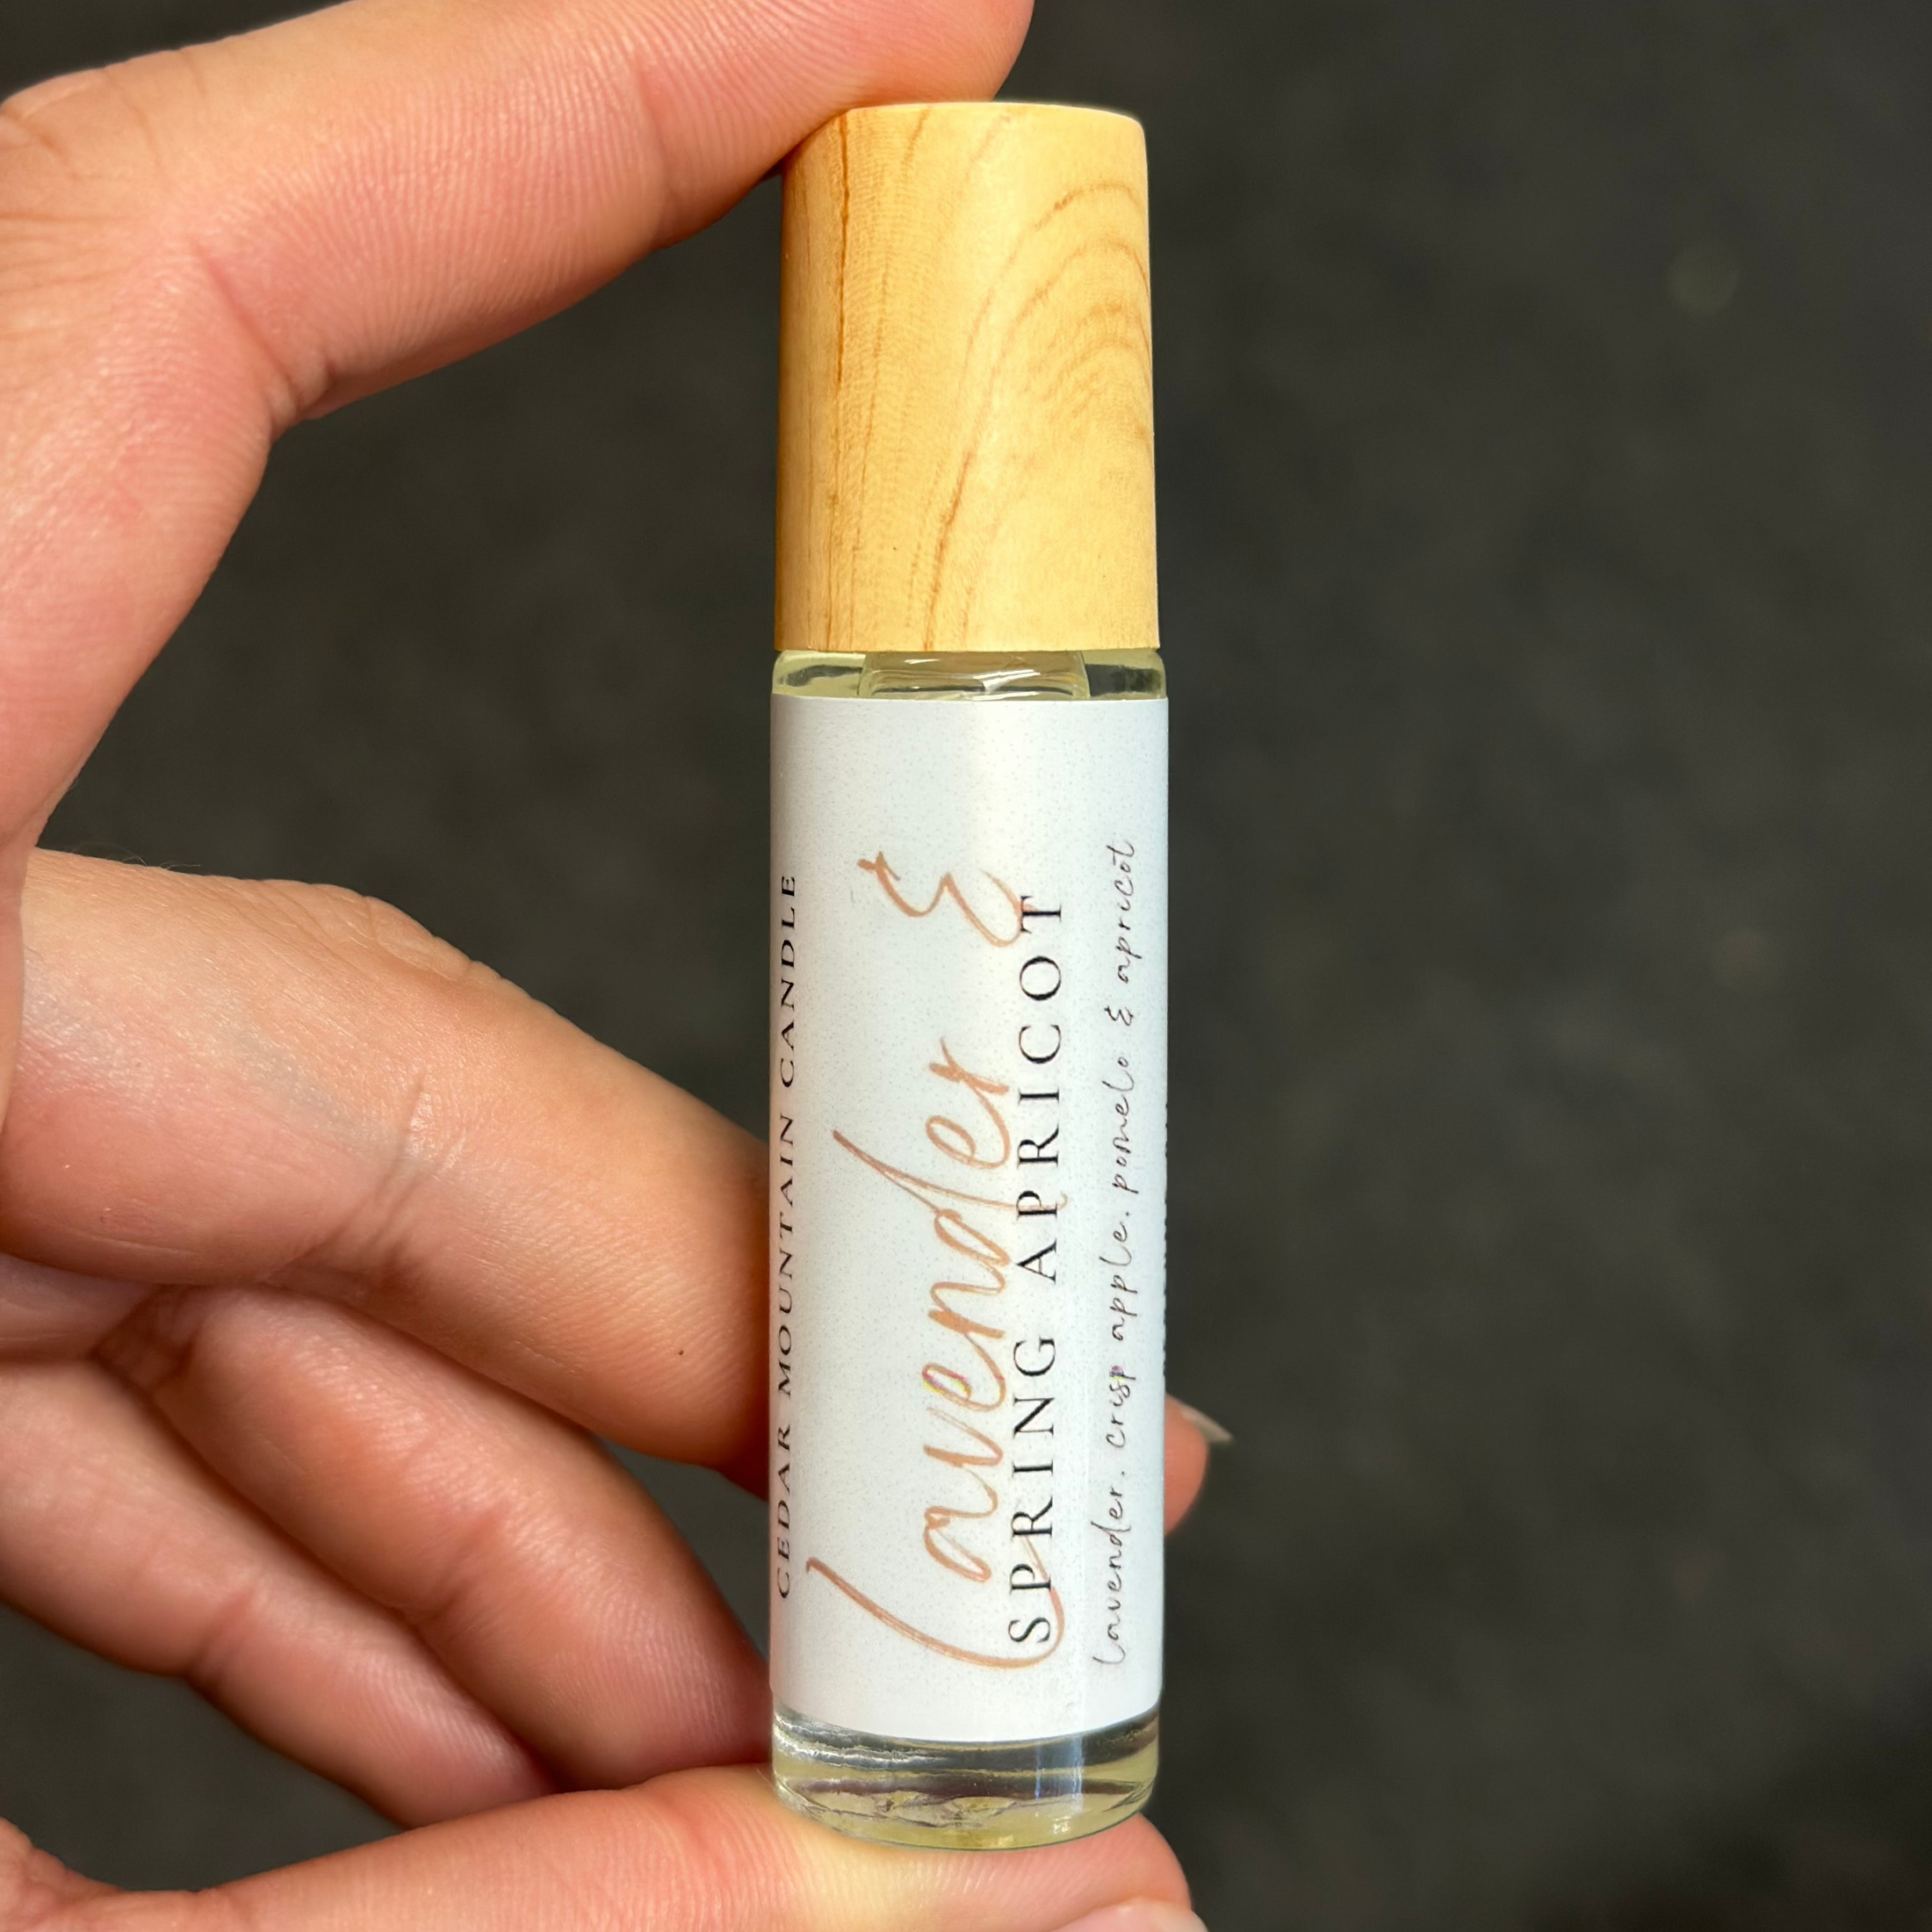 CEDAR MOUNTAIN CANDLE
Lavender &
SPRING APRICOT
lavender. crisp apple. pomelo & apricot